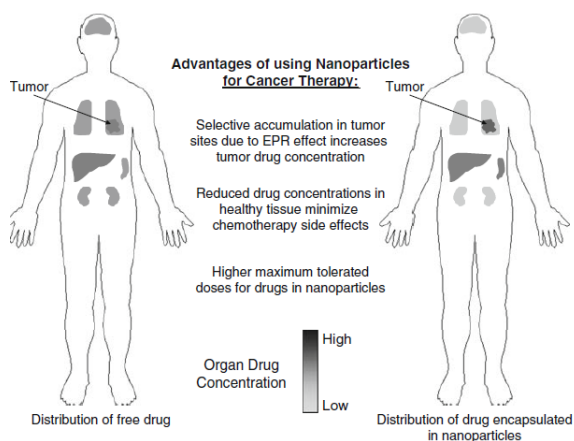 Advantages of using Nanoparticles
for Cancer Therapy:
Tumor
Tumor
Selective accumulation in tumor
sites due to EPR effect increases
tumor drug concentration
Reduced drug concentrations in
healthy tissue minimize
chemotherapy side effects
Higher maximum tolerated
doses for drugs in nanoparticles
Organ Drug
Concentration
High
Low
Distribution of free drug
Distribution of drug encapsulated
in nanoparticles